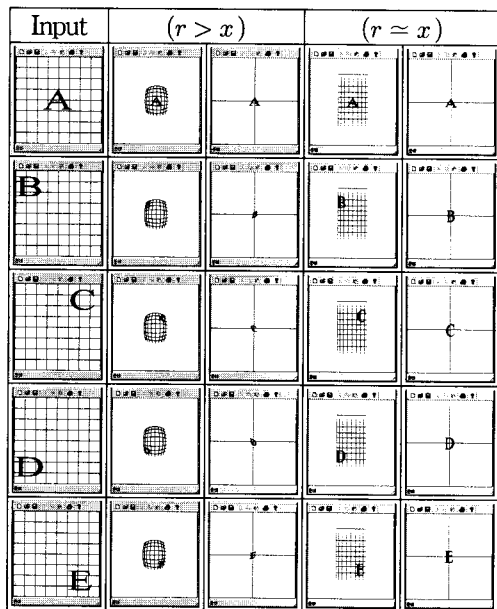 Input (r > x) (r ≃ x)
A A A A A
B B B
C C C C C
D D D
E E E